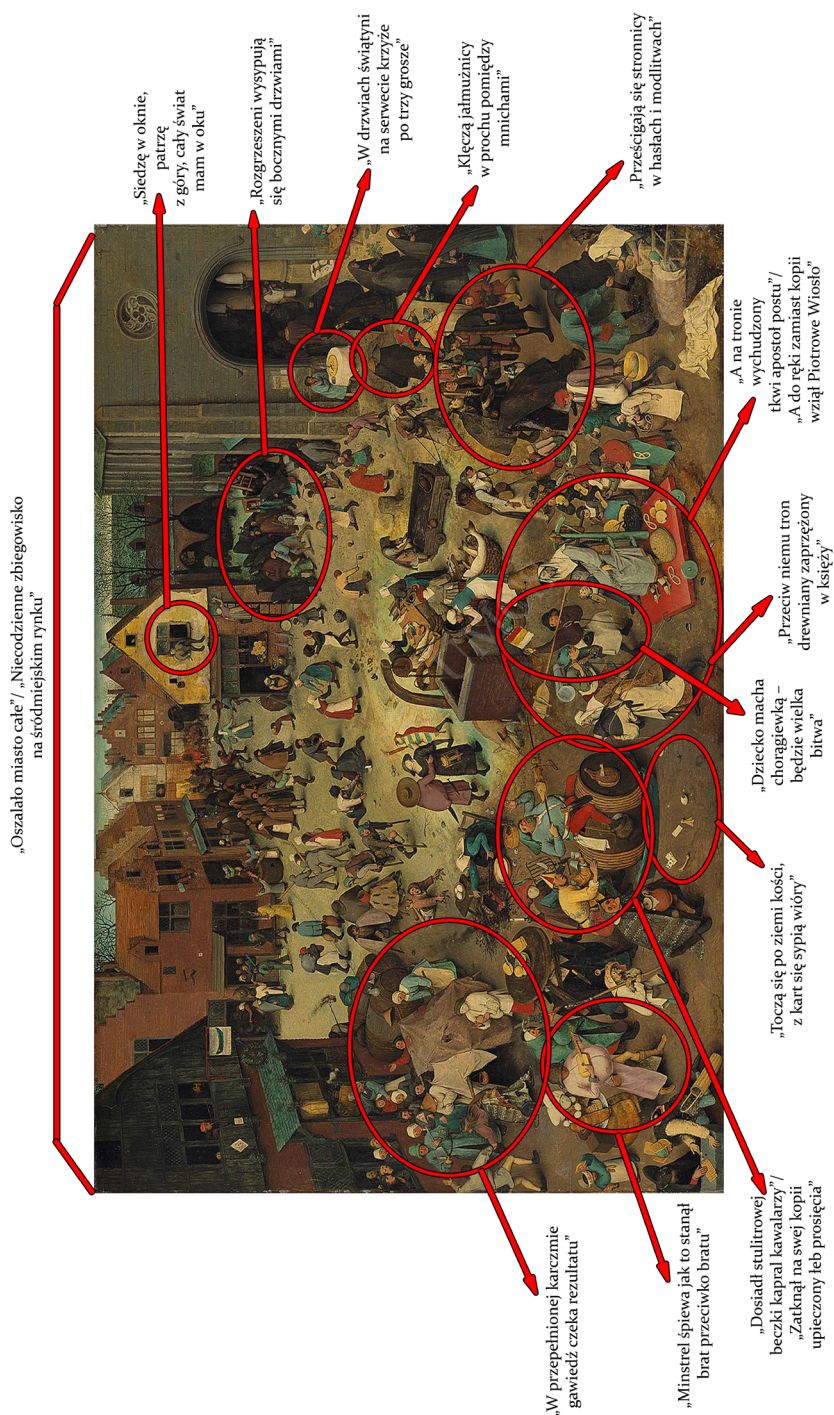 „Oszalało miasto całe”/ „Niecodzienne zbiegowisko
na śródmiejskim rynku”
„Siedzę w oknie,
patrzę
z góry, cały świat
mam w oku”
„Rozgrzeszeni wysypują
się bocznymi drzwiami”
„W drzwiach świątyni
na serwecie krzyże
po trzy grosze”
„Klęczą jałmużnicy
w prochu pomiędzy
mnichami”
„Prześcigają się stronnicy
w hasłach i modlitwach”
„W przepełnionej karczmie
gawiedź czeka rezultatu”
„Minstrel śpiewa jak to stanął
brat przeciwko bratu”
„Dosiadł stulitrowej
beczki kapral kawalarzy”/
„Zatknął na swej kopii
upieczony łeb prosięcia”
„Toczą się po ziemi kości,
z kart się sypią wióry”
„Dziecko macha
chorągiewką –
będzie wielka
bitwa”
„Przeciw niemu tron
drewniany zaprzężony
w księży”
„A na tronie
wychudzony
tkwi apostoł postu”/
„A do ręki zamiast kopii
wziął Piotrowe Wiosło”